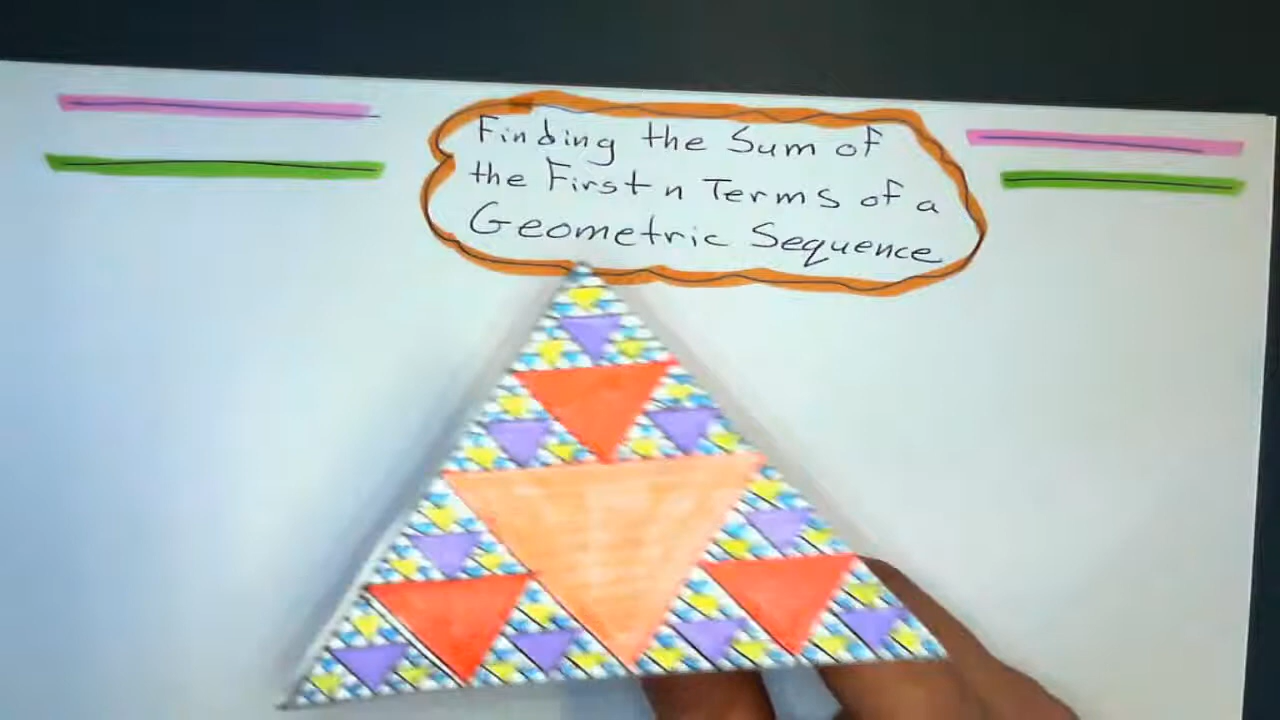 Finding the Sum of
the First n Terms of a
Geometric Sequence